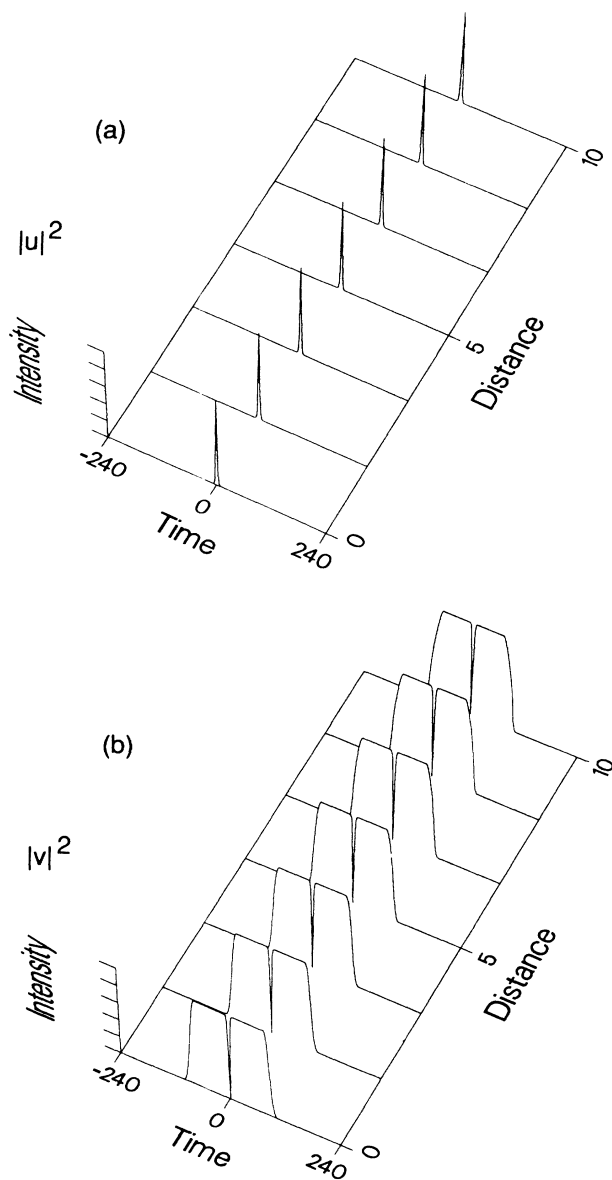 (a)
|u|²
Intensity
-240
0
240
Time
0
5
10
Distance
(b)
|v|²
Intensity
-240
0
240
Time
0
5
10
Distance